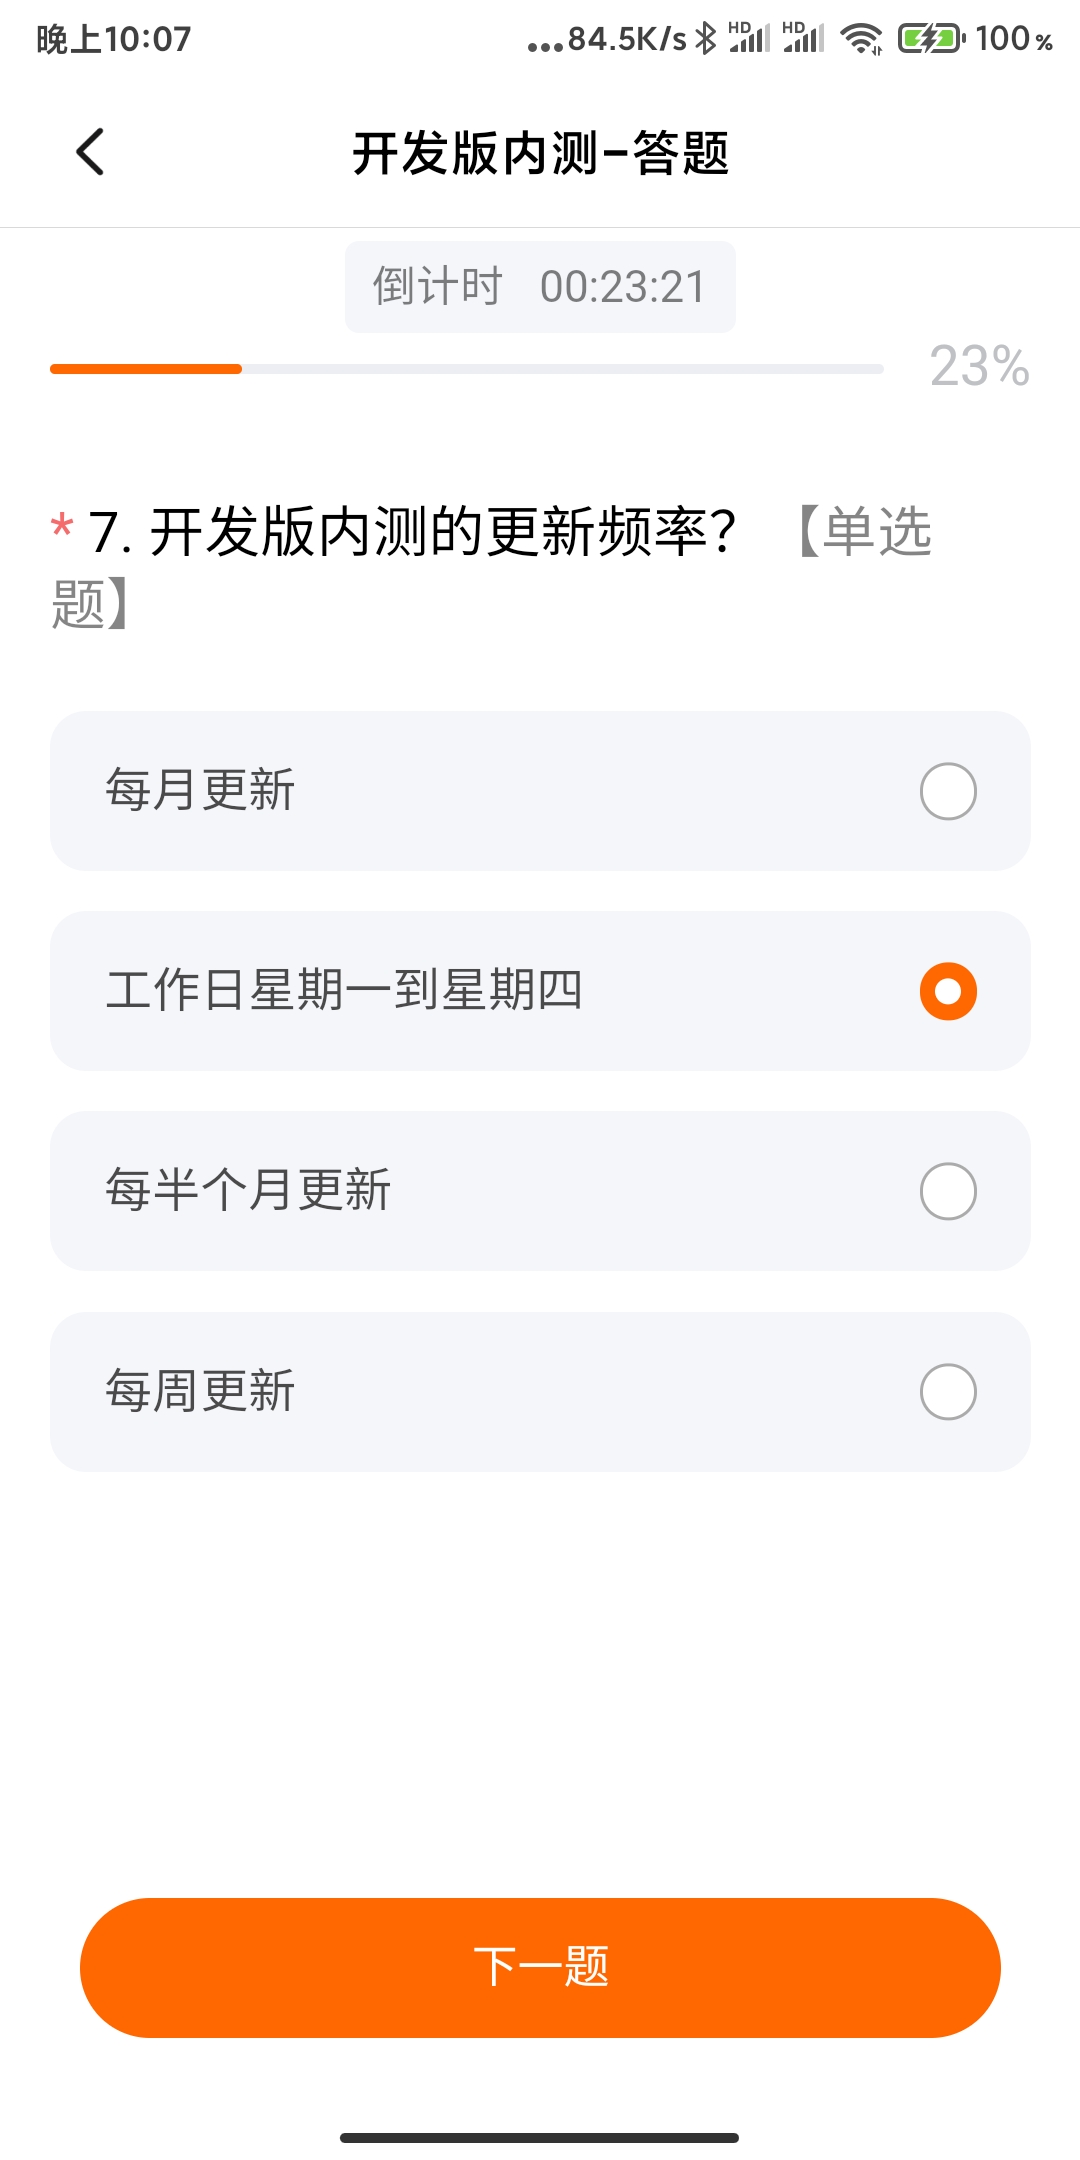 晚上10:07 ...84.5K/s HD HD 100 %
开发版内测-答题
倒计时 00:23:21
23%
* 7. 开发版内测的更新频率? 【单选
题】
每月更新
工作日星期一到星期四
每半个月更新
每周更新
下一题